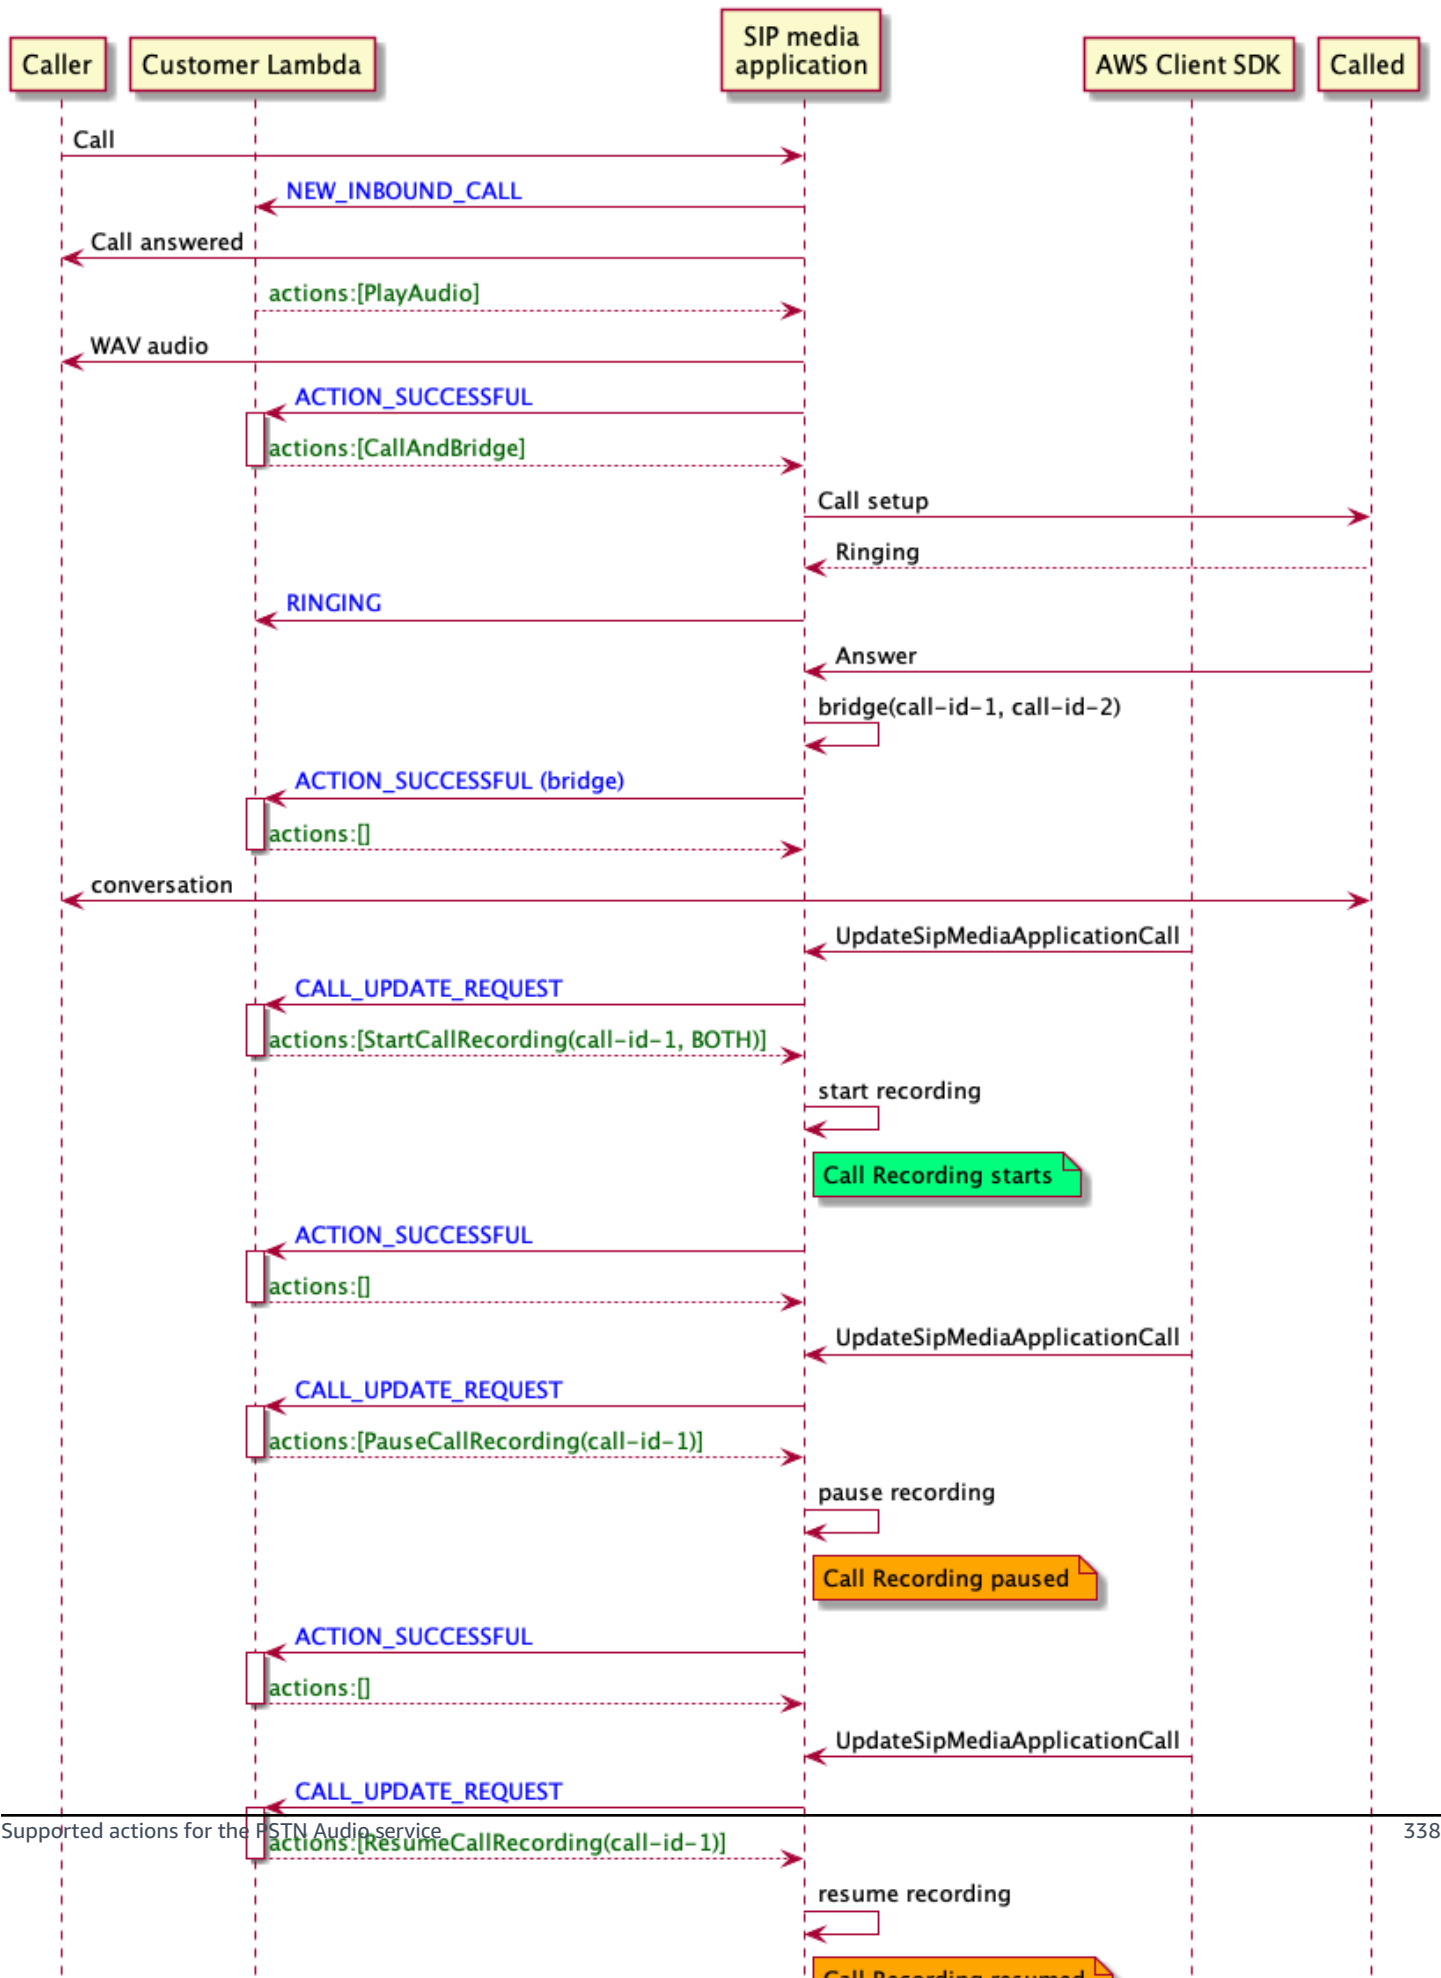 Caller
Customer Lambda
SIP media
application
AWS Client SDK
Called
Call
NEW_INBOUND_CALL
Call answered
actions:[PlayAudio]
WAV audio
ACTION_SUCCESSFUL
actions:[CallAndBridge]
Call setup
Ringing
RINGING
Answer
bridge(call-id-1, call-id-2)
ACTION_SUCCESSFUL (bridge)
actions:[]
conversation
UpdateSipMediaApplicationCall
CALL_UPDATE_REQUEST
actions:[StartCallRecording(call-id-1, BOTH)]
start recording
Call Recording starts
ACTION_SUCCESSFUL
actions:[]
UpdateSipMediaApplicationCall
CALL_UPDATE_REQUEST
actions:[PauseCallRecording(call-id-1)]
pause recording
Call Recording paused
ACTION_SUCCESSFUL
actions:[]
UpdateSipMediaApplicationCall
CALL_UPDATE_REQUEST
Supported actions for the PSTN Audio service
338
actions:[ResumeCallRecording(call-id-1)]
resume recording
Call Recording resumed